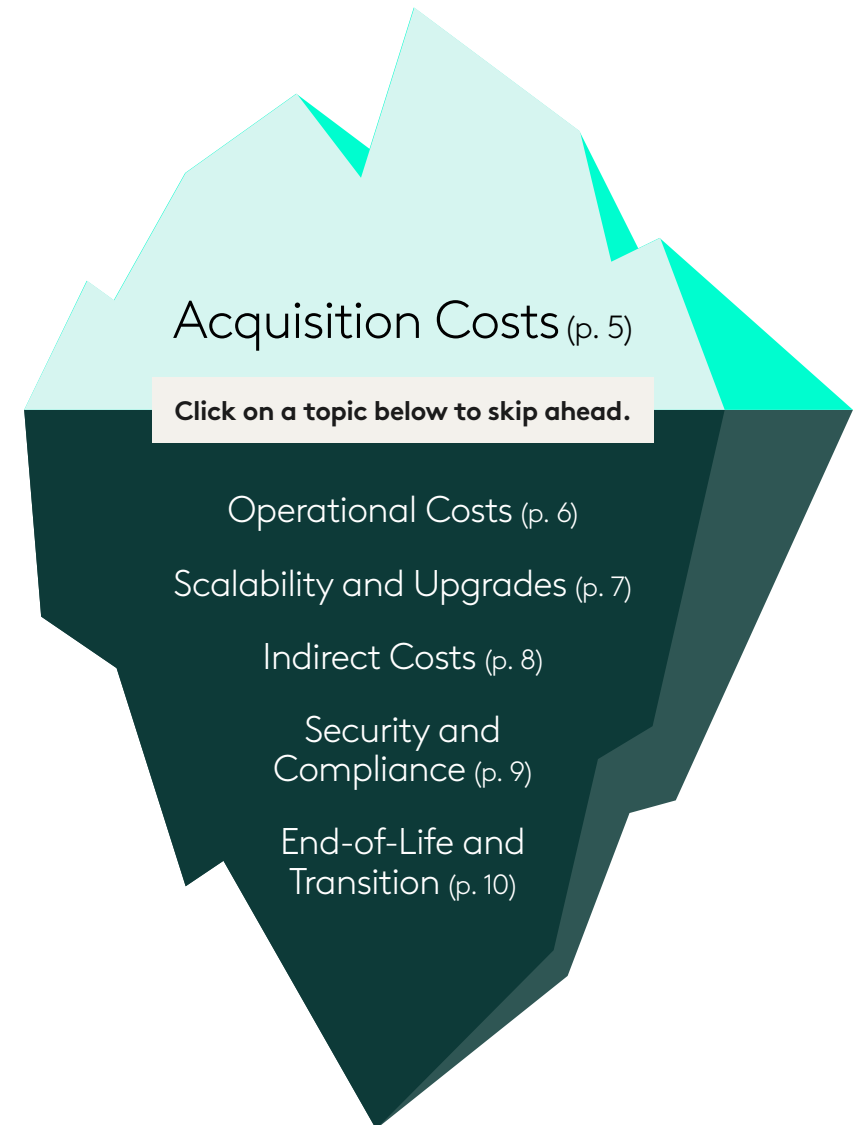 Acquisition Costs (p. 5)
Click on a topic below to skip ahead.
Operational Costs (p. 6)
Scalability and Upgrades (p. 7)
Indirect Costs (p. 8)
Security and
Compliance (p. 9)
End-of-Life and
Transition (p. 10)